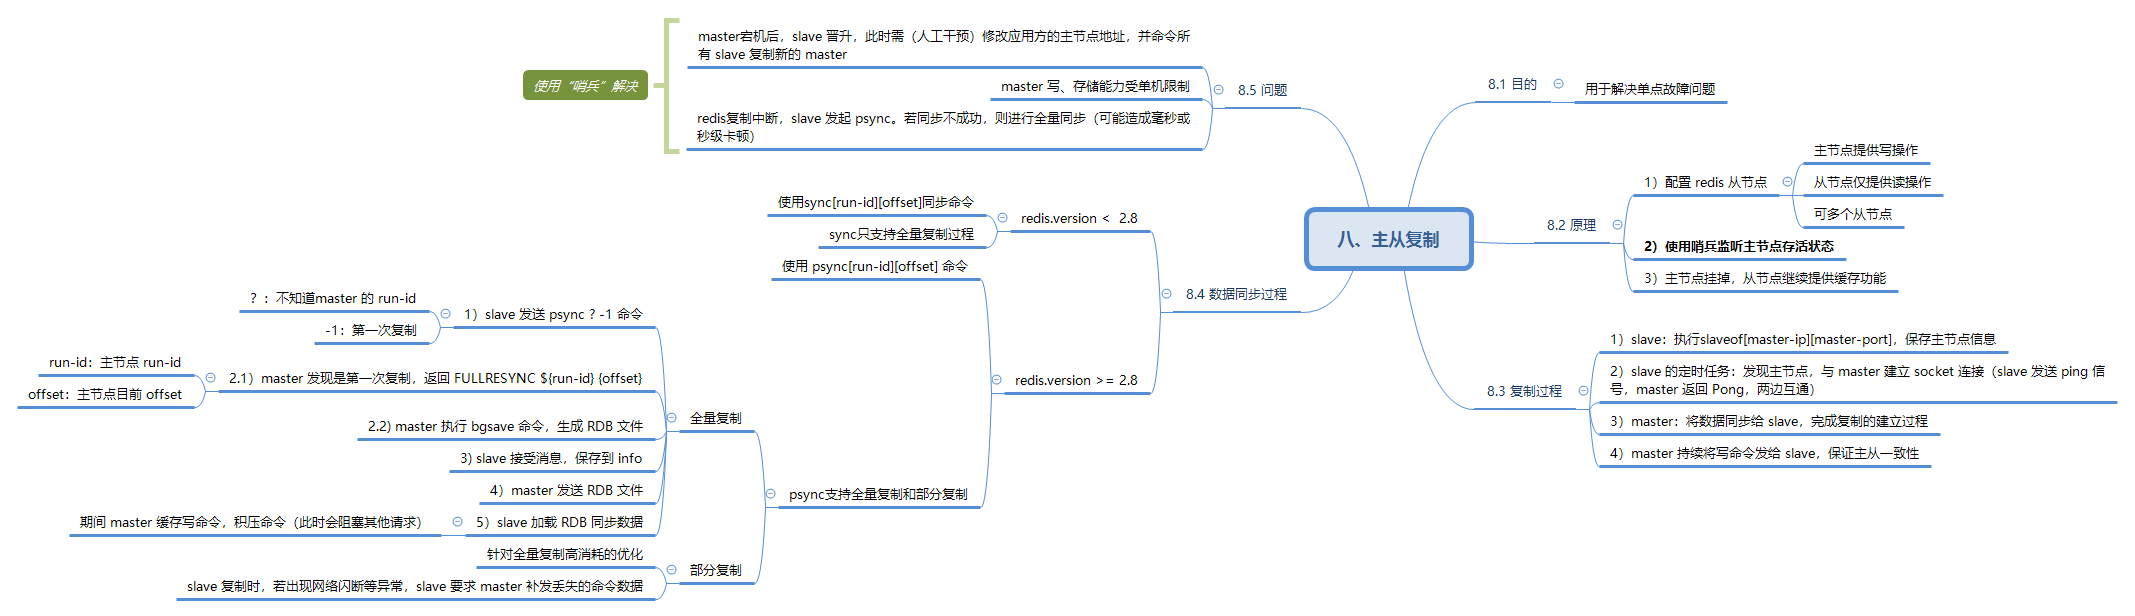 八、主从复制
8.1 目的
用于解决单点故障问题
8.2 原理
1）配置 redis 从节点
主节点提供写操作
从节点仅提供读操作
可多个从节点
2）使用哨兵监听主节点存活状态
3）主节点挂掉，从节点继续提供缓存功能
8.3 复制过程
1）slave：执行slaveof[master-ip][master-port]，保存主节点信息
2）slave 的定时任务：发现主节点，与 master 建立 socket 连接（slave 发送 ping 信
号，master 返回 Pong，两边互通）
3）master：将数据同步给 slave，完成复制的建立过程
4）master 持续将写命令发给 slave，保证主从一致性
8.4 数据同步过程
redis.version < 2.8
使用sync[run-id][offset]同步命令
sync只支持全量复制过程
redis.version >= 2.8
使用 psync[run-id][offset] 命令
psync支持全量复制和部分复制
全量复制
1）slave 发送 psync ? -1 命令
？：不知道master 的 run-id
-1：第一次复制
2.1）master 发现是第一次复制，返回 FULLRESYNC ${run-id} {offset}
run-id：主节点 run-id
offset：主节点目前 offset
2.2) master 执行 bgsave 命令，生成 RDB 文件
3) slave 接受消息，保存到 info
4）master 发送 RDB 文件
5）slave 加载 RDB 同步数据
期间 master 缓存写命令，积压命令（此时会阻塞其他请求）
部分复制
针对全量复制高消耗的优化
slave 复制时，若出现网络闪断等异常，slave 要求 master 补发丢失的命令数据
8.5 问题
master宕机后，slave 晋升，此时需（人工干预）修改应用方的主节点地址，并命令所
有 slave 复制新的 master
master 写、存储能力受单机限制
redis复制中断，slave 发起 psync。若同步不成功，则进行全量同步（可能造成毫秒或
秒级卡顿）
使用“哨兵”解决